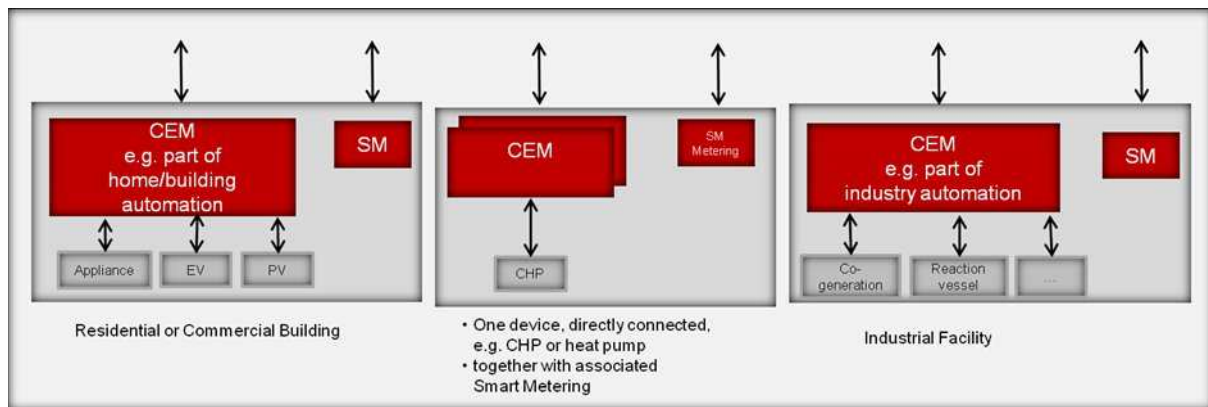 CEM
e.g. part of
home/building
automation
SM
Appliance
EV
PV
Residential or Commercial Building
CEM
SM
Metering
CHP
• One device, directly connected,
e.g. CHP or heat pump
• together with associated
Smart Metering
CEM
e.g. part of
industry automation
SM
Co-
generation
Reaction
vessel
...
Industrial Facility